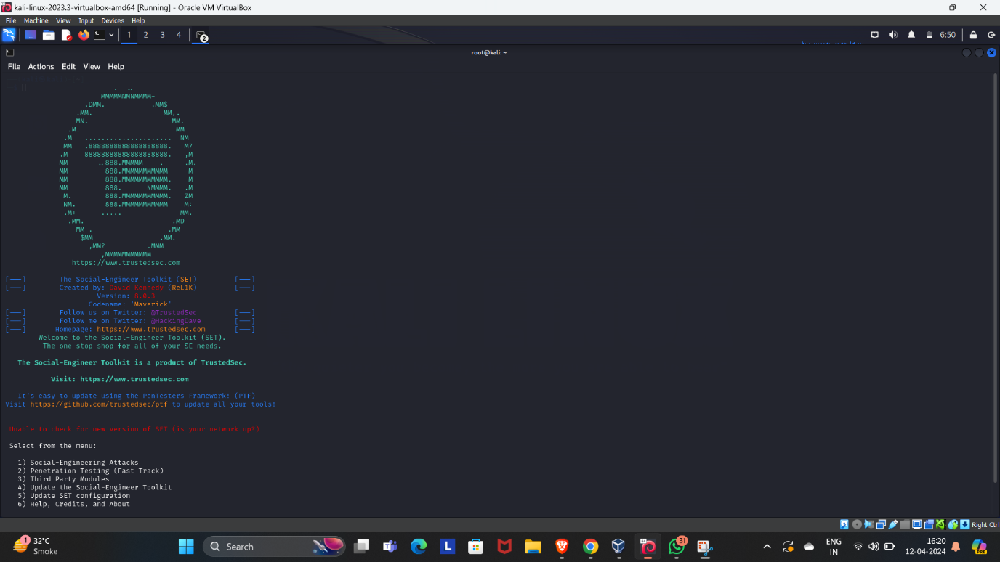 kali-linux-2023.3-virtualbox-amd64 [Running] - Oracle VM VirtualBox
File Machine View Input Devices Help
1 2 3 4 2 6:50
root@kali: ~
File Actions Edit View Help
. ..
MMMMMNMNMMMM=
.DMM. .MM$
.MM. MM,.
MN. MM.
.M. MM
.M ..................... NM
MM .8888888888888888888. M7
.M 88888888888888888888. ,M
MM ..888.MMMMM . .M.
MM 888.MMMMMMMMMMM M
MM 888.MMMMMMMMMMM. M
MM 888. NMMMM. .M
M. 888.MMMMMMMMMMM. ZM
NM. 888.MMMMMMMMMMM M:
.M+ ..... MM.
.MM. .MD
MM . .MM
$MM .MM.
,MM? .MMM
,MMMMMMMMMMM
https://www.trustedsec.com
[---] The Social-Engineer Toolkit (SET) [---]
[---] Created by: David Kennedy (ReL1K) [---]
Version: 8.0.3
Codename: 'Maverick'
[---] Follow us on Twitter: @TrustedSec [---]
[---] Follow me on Twitter: @HackingDave [---]
[---] Homepage: https://www.trustedsec.com [---]
Welcome to the Social-Engineer Toolkit (SET).
The one stop shop for all of your SE needs.
The Social-Engineer Toolkit is a product of TrustedSec.
Visit: https://www.trustedsec.com
It's easy to update using the PenTesters Framework! (PTF)
Visit https://github.com/trustedsec/ptf to update all your tools!
Unable to check for new version of SET (is your network up?)
Select from the menu:
1) Social-Engineering Attacks
2) Penetration Testing (Fast-Track)
3) Third Party Modules
4) Update the Social-Engineer Toolkit
5) Update SET configuration
6) Help, Credits, and About
Right Ctrl
1 32°C
Smoke
Search
L
31
ENG
IN
16:20
12-04-2024
PRE